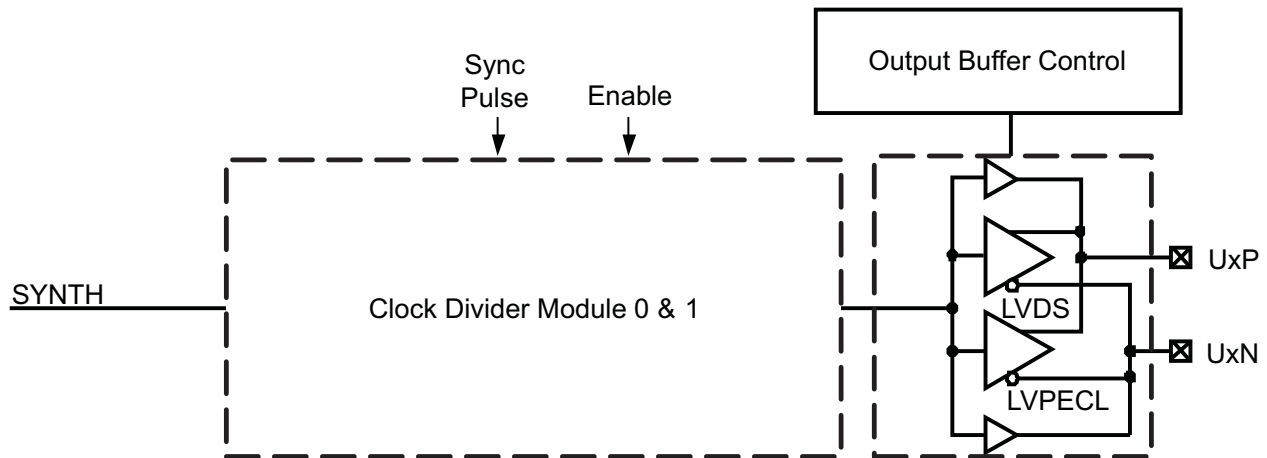 Output Buffer Control
Sync
Pulse
Enable
SYNTH
Clock Divider Module 0 & 1
UxP
LVDS
UxN
LVPECL